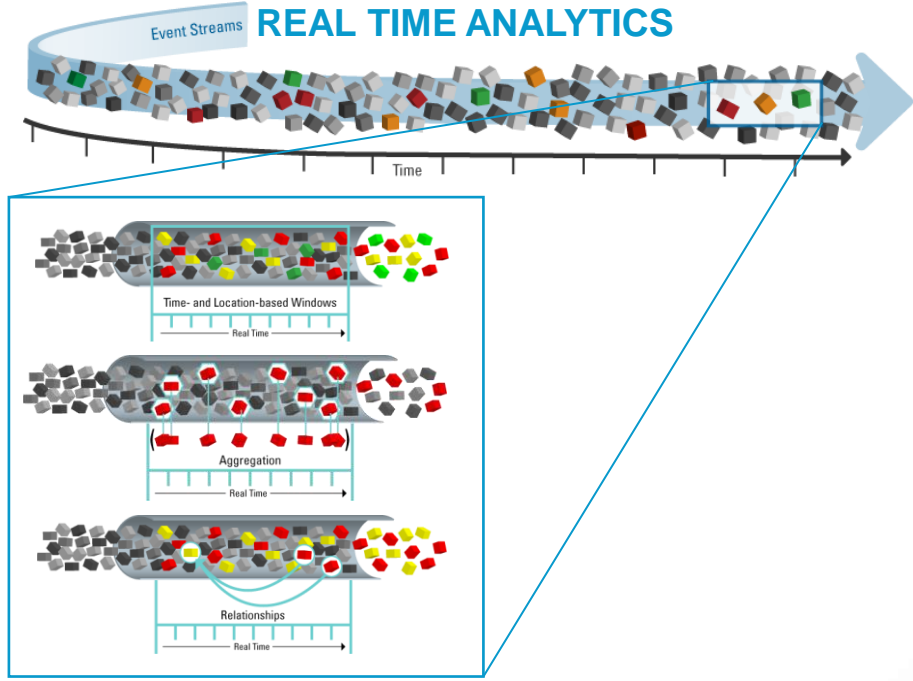 Event Streams
REAL TIME ANALYTICS
Time
Time- and Location-based Windows
Real Time
( )
Aggregation
Real Time
Relationships
Real Time